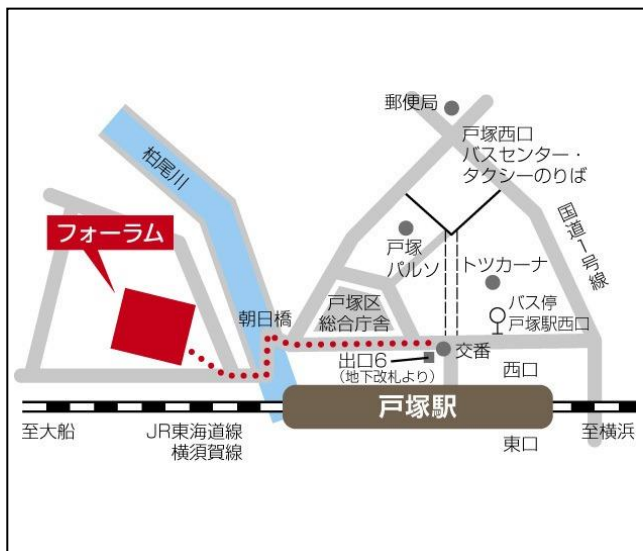 郵便局
戸塚西口
バスセンター・
タクシーのりば
柏尾川
国道1号線
フォーラム
戸塚
パルソ
トツカーナ
バス停
戸塚駅西口
朝日橋
戸塚区
総合庁舎
出口6
(地下改札より)
交番
西口
戸塚駅
至大船
JR東海道線
横須賀線
東口
至横浜